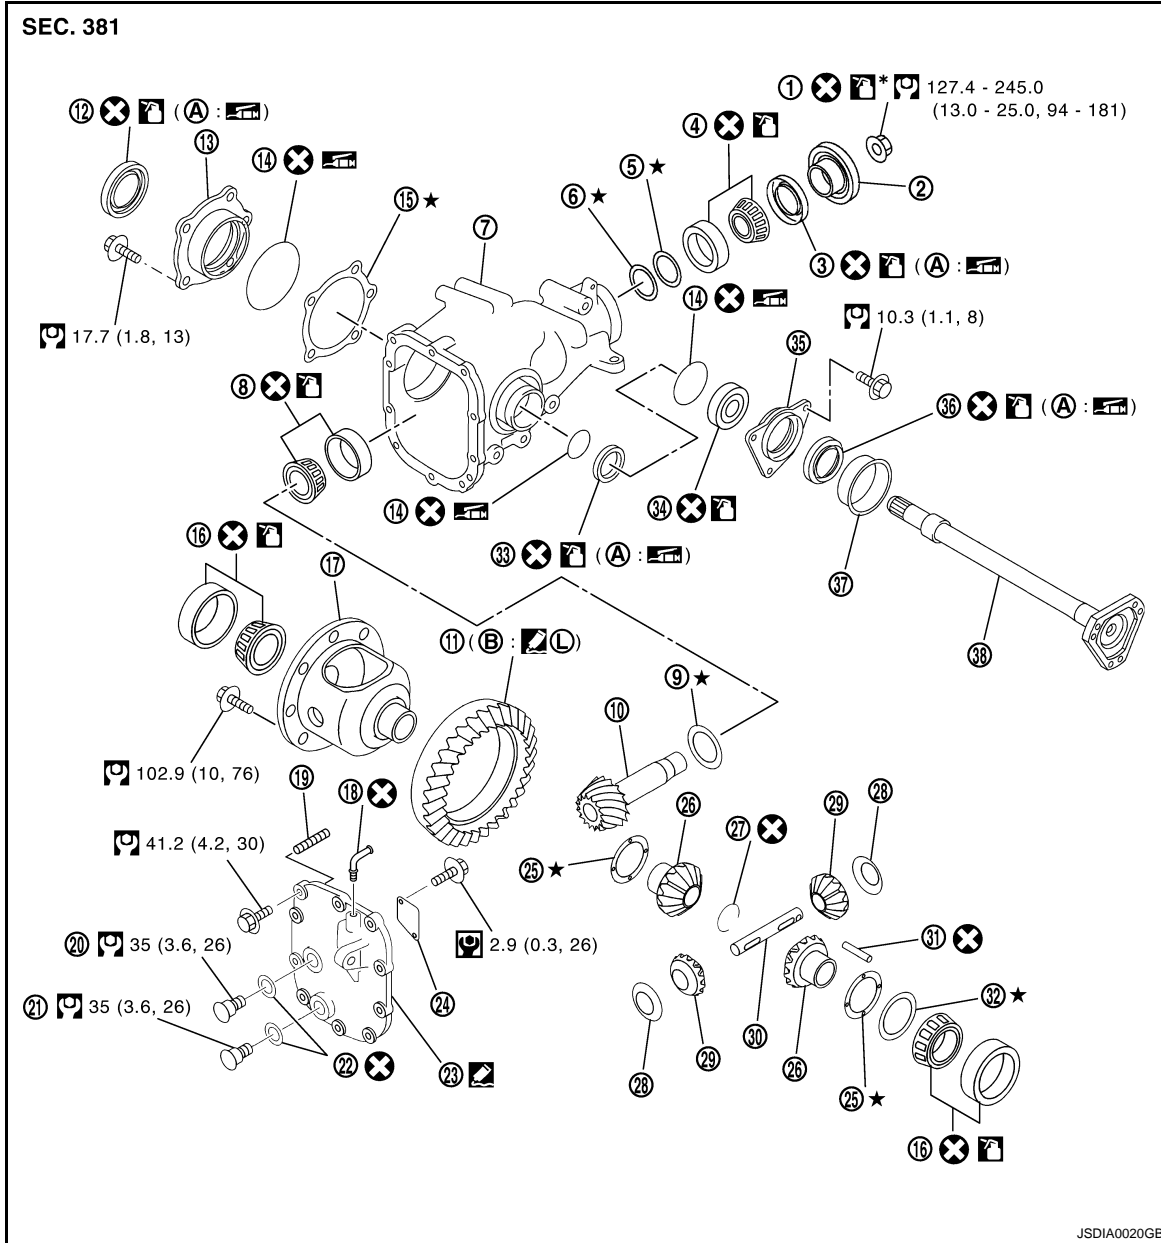 SEC. 381
① * 127.4 - 245.0
(13.0 - 25.0, 94 - 181)
⑫ (Ⓐ : )
④
⑬
⑭
⑤ ★
②
⑥ ★
⑮ ★
⑦
③ (Ⓐ : )
⑭
10.3 (1.1, 8)
17.7 (1.8, 13)
㉟
⑧
㊱ (Ⓐ : )
⑭
㉞
⑯
㉝ (Ⓐ : )
⑰
㊲
⑪ (Ⓑ : Ⓛ)
㊳
⑨ ★
⑩
102.9 (10, 76)
⑲
⑱
㉖
㉙
㉘
㉗
41.2 (4.2, 30)
㉕ ★
⑳ 35 (3.6, 26)
2.9 (0.3, 26)
㉛
㉑ 35 (3.6, 26)
㉔
㉜ ★
㉚
㉒
㉓
㉙
㉖
㉘
㉕ ★
⑯
JSDIA0020GB